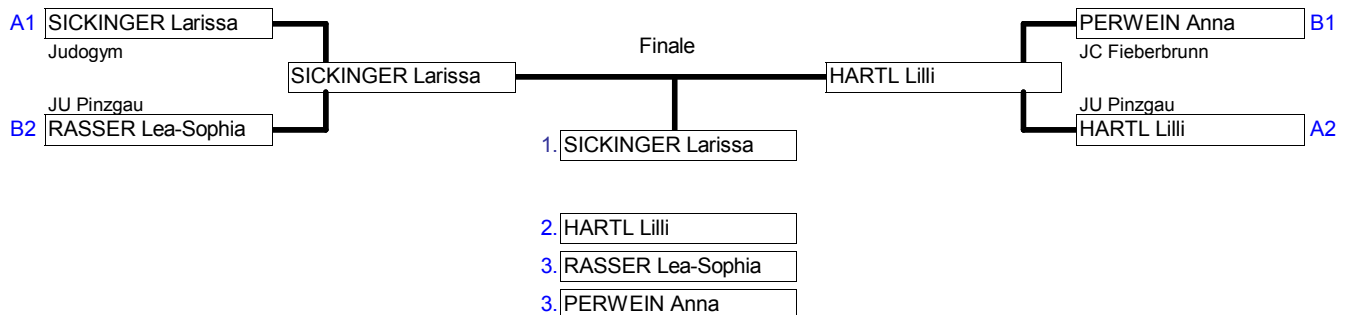 A1 SICKINGER Larissa
Judogym
SICKINGER Larissa
JU Pinzgau
B2 RASSER Lea-Sophia
Finale
HARTL Lilli
PERWEIN Anna B1
JC Fieberbrunn
JU Pinzgau
HARTL Lilli A2
1. SICKINGER Larissa
2. HARTL Lilli
3. RASSER Lea-Sophia
3. PERWEIN Anna